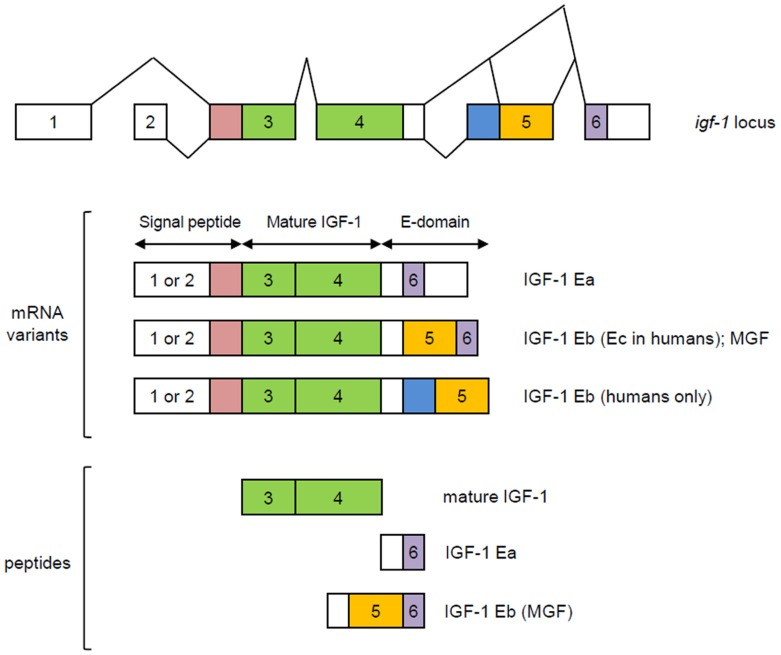 1 2 3 4 5 6 igf-1 locus
Signal peptide Mature IGF-1 E-domain
1 or 2 3 4 6 IGF-1 Ea
mRNA
variants
1 or 2 3 4 5 6 IGF-1 Eb (Ec in humans); MGF
1 or 2 3 4 5 IGF-1 Eb (humans only)
3 4 mature IGF-1
peptides
6 IGF-1 Ea
5 6 IGF-1 Eb (MGF)